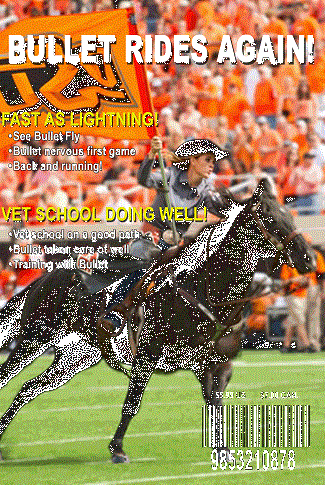 BULLET RIDES AGAIN!
FAST AS LIGHTNING!
•See Bullet Fly
•Bullet nervous first game
•Back and running!
VET SCHOOL DOING WELL!
•Vet school on a good path
•Bullet taken care of well
•Training with Bullet
9853210878